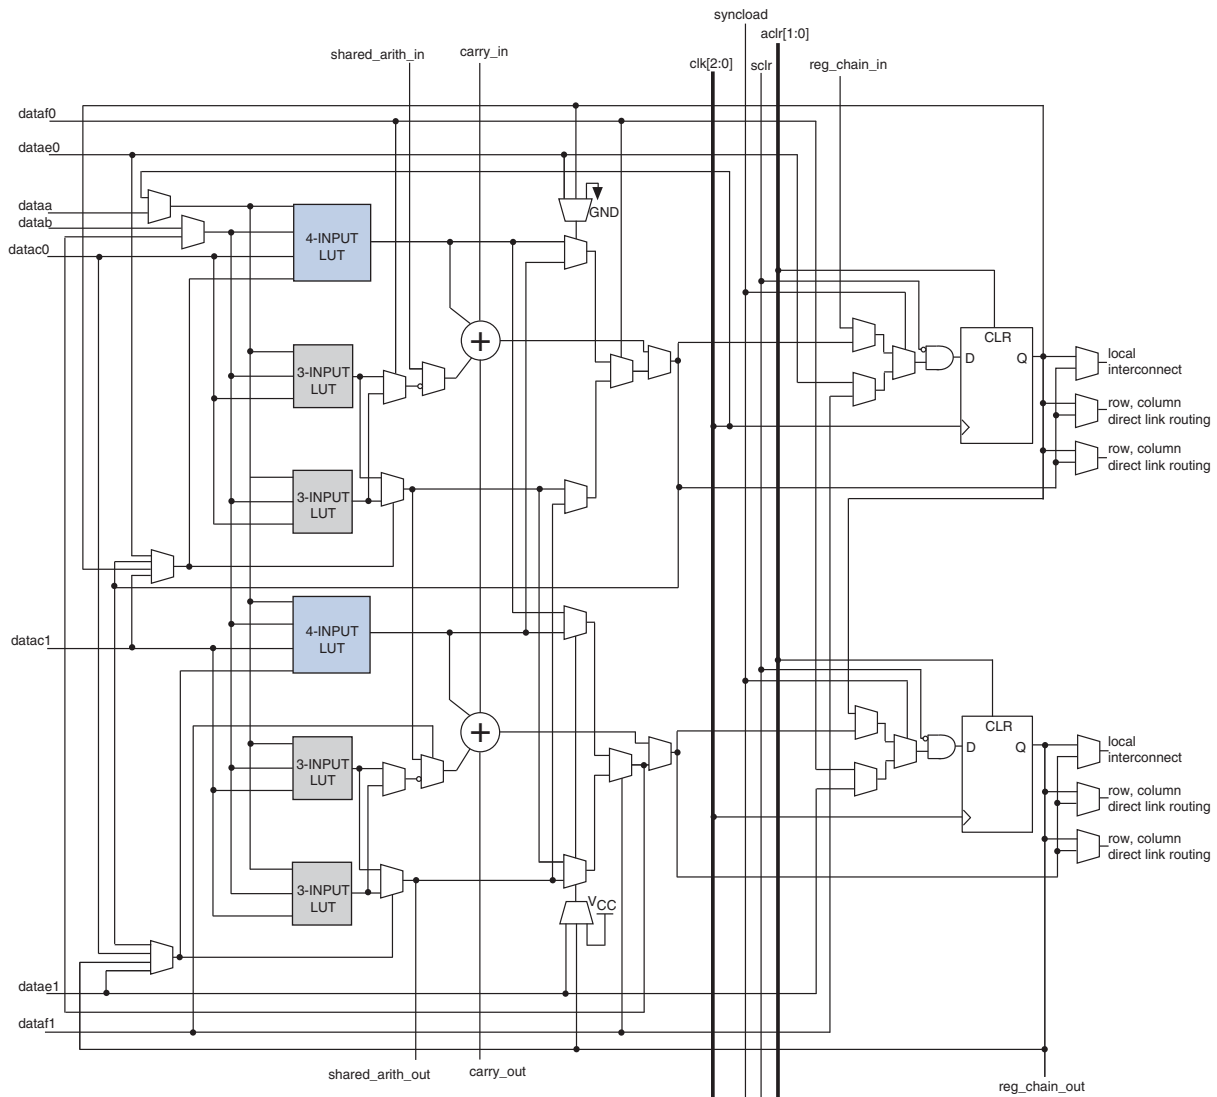 syncload
aclr[1:0]
shared_arith_in
carry_in
clk[2:0]
sclr
reg_chain_in
dataf0
datae0
dataa
datab
datac0
GND
4-INPUT
LUT
+
CLR
D
Q
local
interconnect
3-INPUT
LUT
row, column
direct link routing
row, column
direct link routing
3-INPUT
LUT
4-INPUT
LUT
datac1
+
CLR
D
Q
local
interconnect
3-INPUT
LUT
row, column
direct link routing
row, column
direct link routing
3-INPUT
LUT
VCC
datae1
dataf1
shared_arith_out
carry_out
reg_chain_out